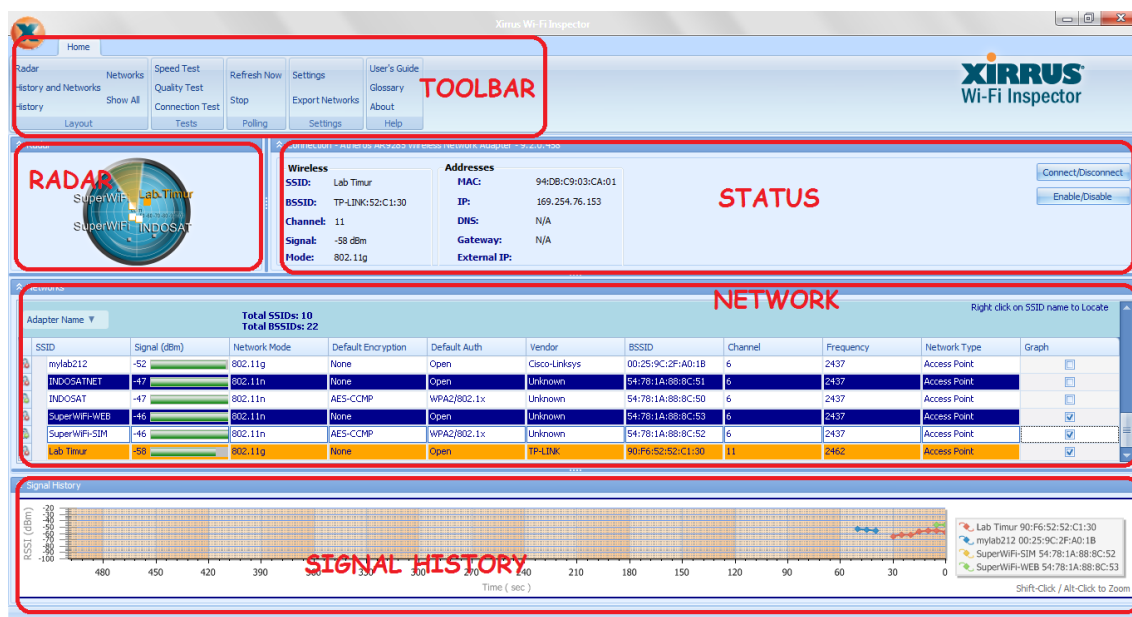 Xirrus Wi-Fi Inspector
Home
Radar
History and Networks
History
Networks
Show All
Layout
Speed Test
Quality Test
Connection Test
Tests
Refresh Now
Stop
Polling
Settings
Export Networks
Settings
User's Guide
Glossary
About
Help
TOOLBAR
XIRRUS
Wi-Fi Inspector
Radar
RADAR
SuperWiFi
Lab Timur
SuperWiFi
INDOSAT
Connection - Atheros AR9285 Wireless Network Adapter - 9.2.0.458
Wireless
SSID: Lab Timur
BSSID: TP-LINK:52:C1:30
Channel: 11
Signal: -58 dBm
Mode: 802.11g
Addresses
MAC: 94:DB:C9:03:CA:01
IP: 169.254.76.153
DNS: N/A
Gateway: N/A
External IP:
STATUS
Connect/Disconnect
Enable/Disable
Networks
NETWORK
Adapter Name
Total SSIDs: 10
Total BSSIDs: 22
Right click on SSID name to Locate
SSID Signal (dBm) Network Mode Default Encryption Default Auth Vendor BSSID Channel Frequency Network Type Graph
mylab212 -52 802.11g None Open Cisco-Linksys 00:25:9C:2F:A0:1B 6 2437 Access Point
INDOSATNET -47 802.11n None Open Unknown 54:78:1A:88:8C:51 6 2437 Access Point
INDOSAT -47 802.11n AES-CCMP WPA2/802.1x Unknown 54:78:1A:88:8C:50 6 2437 Access Point
SuperWiFi-WEB -46 802.11n None Open Unknown 54:78:1A:88:8C:53 6 2437 Access Point
SuperWiFi-SIM -46 802.11n AES-CCMP WPA2/802.1x Unknown 54:78:1A:88:8C:52 6 2437 Access Point
Lab Timur -58 802.11g None Open TP-LINK 90:F6:52:52:C1:30 11 2462 Access Point
Signal History
RSSI (dBm)
-20
-30
-40
-50
-60
-70
-80
-90
-100
480 450 420 390 360 330 300 270 240 210 180 150 120 90 60 30 0
Time ( sec )
SIGNAL HISTORY
Lab Timur 90:F6:52:52:C1:30
mylab212 00:25:9C:2F:A0:1B
SuperWiFi-SIM 54:78:1A:88:8C:52
SuperWiFi-WEB 54:78:1A:88:8C:53
Shift-Click / Alt-Click to Zoom